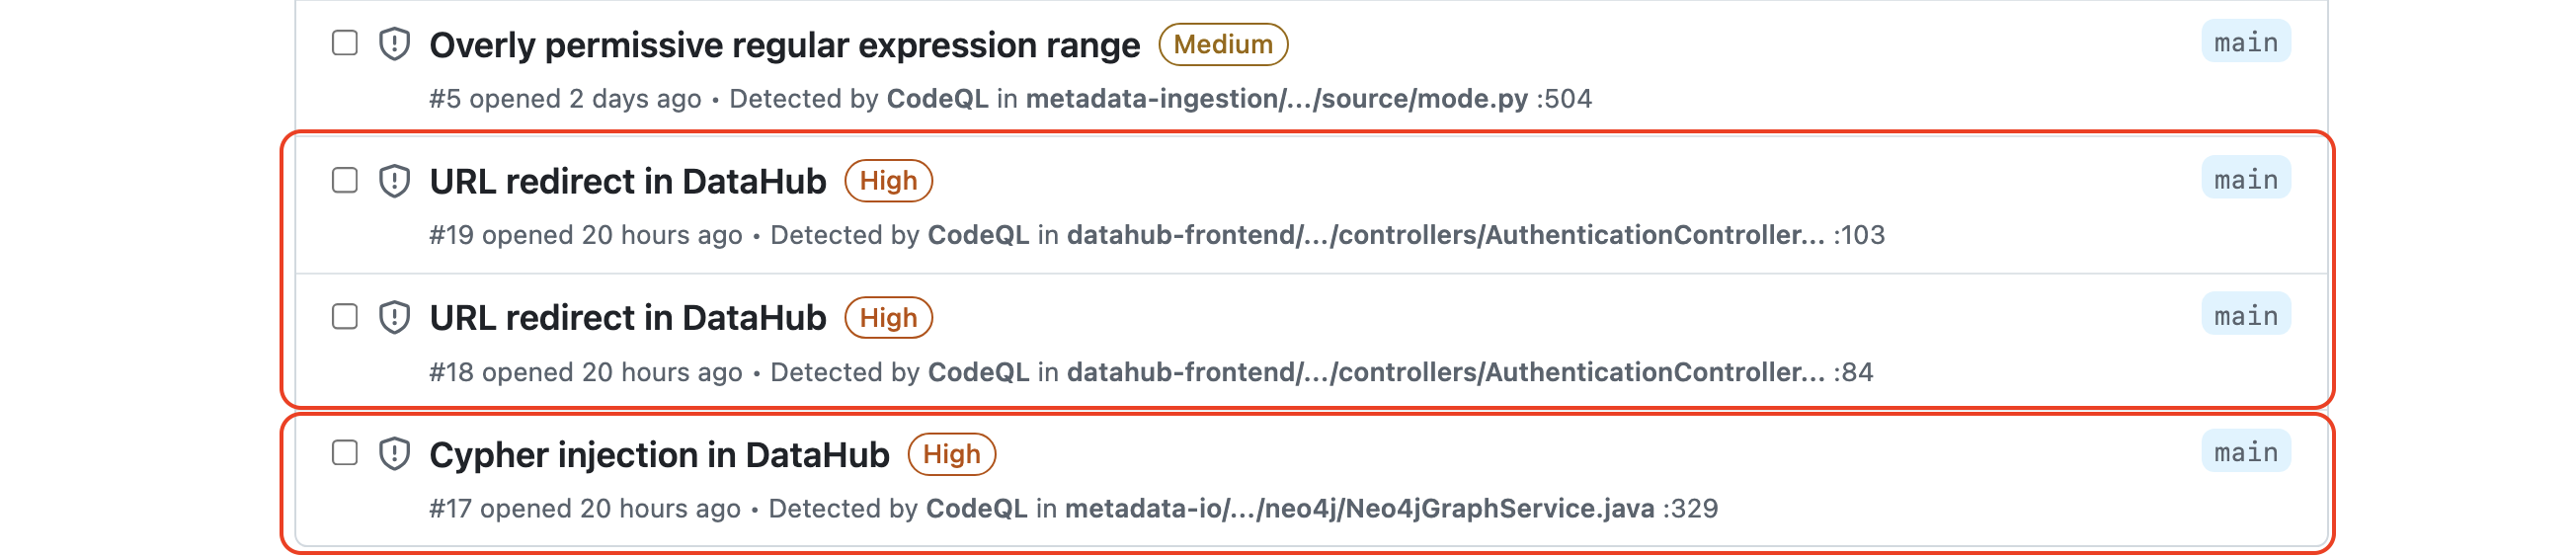 Overly permissive regular expression range Medium main
#5 opened 2 days ago • Detected by CodeQL in metadata-ingestion/.../source/mode.py :504
URL redirect in DataHub High main
#19 opened 20 hours ago • Detected by CodeQL in datahub-frontend/.../controllers/AuthenticationController... :103
URL redirect in DataHub High main
#18 opened 20 hours ago • Detected by CodeQL in datahub-frontend/.../controllers/AuthenticationController... :84
Cypher injection in DataHub High main
#17 opened 20 hours ago • Detected by CodeQL in metadata-io/.../neo4j/Neo4jGraphService.java :329